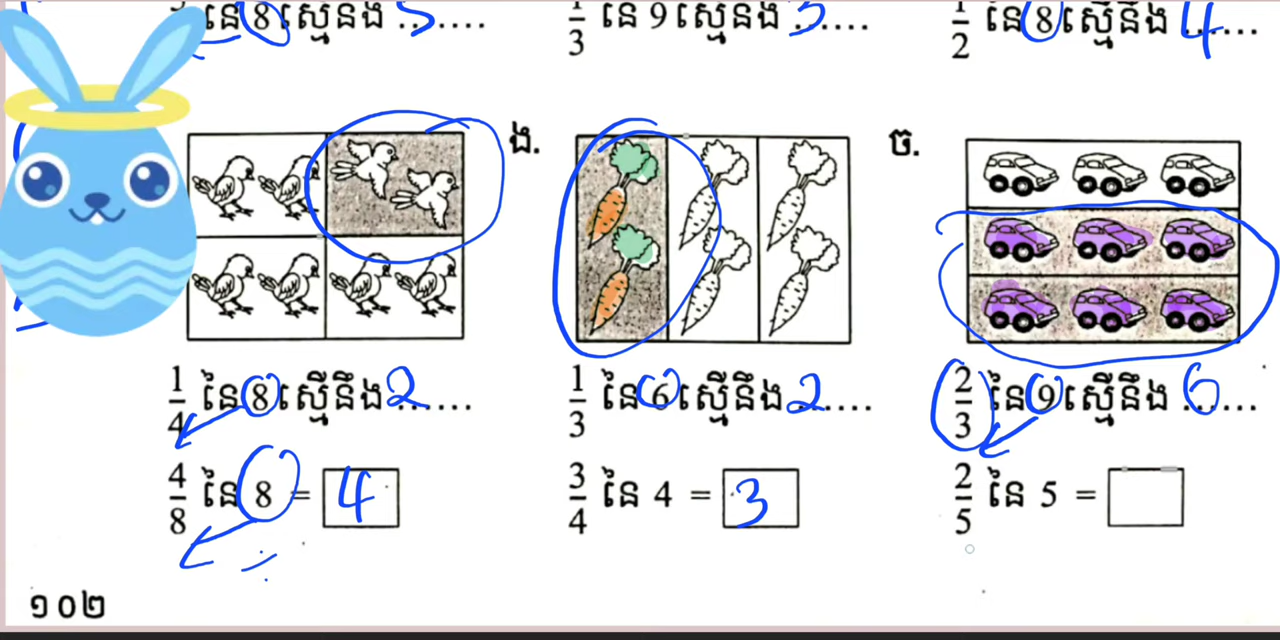 នៃ 8 ស្មើនឹង 5...... 1/3 នៃ 9 ស្មើនឹង 3...... 1/2 នៃ 8 ស្មើនឹង 4......
ង. ច.
1/4 នៃ 8 ស្មើនឹង 2...... 1/3 នៃ 6 ស្មើនឹង 2...... 2/3 នៃ 9 ស្មើនឹង 6......
4/8 នៃ 8 = 4 3/4 នៃ 4 = 3 2/5 នៃ 5 =
១០២